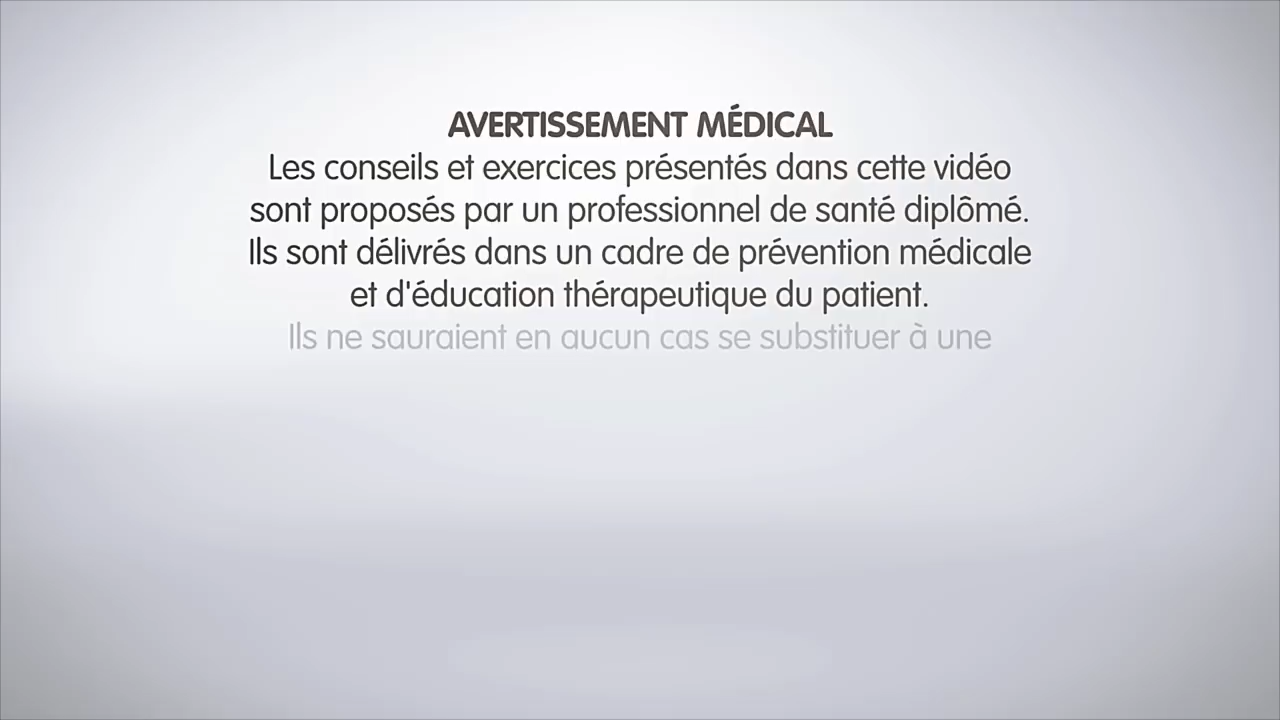 AVERTISSEMENT MÉDICAL
Les conseils et exercices présentés dans cette vidéo
sont proposés par un professionnel de santé diplômé.
Ils sont délivrés dans un cadre de prévention médicale
et d'éducation thérapeutique du patient.
Ils ne sauraient en aucun cas se substituer à une